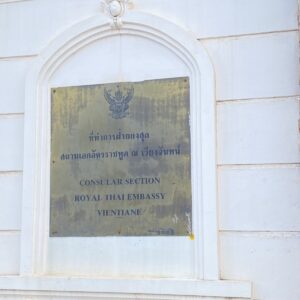 ที่ทำการฝ่ายกงสุล
สถานเอกอัครราชทูต ณ เวียงจันทน์
CONSULAR SECTION
ROYAL THAI EMBASSY
VIENTIANE